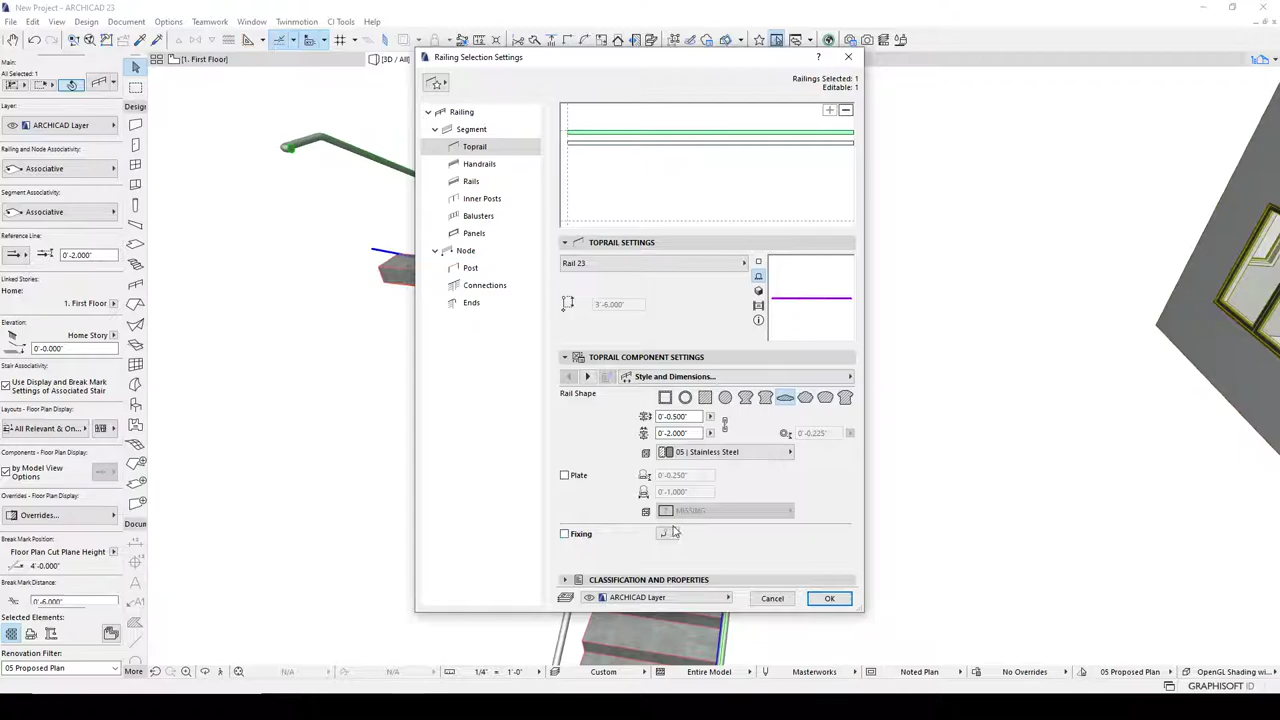 New Project - ARCHICAD 23
File Edit View Design Document Options Teamwork Window Twinmotion CI Tools Help
[1. First Floor]
[3D / All]
Main:
All Selected: 1
Layer:
ARCHICAD Layer
Railing and Node Associativity:
Associative
Segment Associativity:
Associative
Reference Line:
0'-2.000"
Linked Stories:
Home:
1. First Floor
Elevation:
Home Story
0'-0.000"
Stair Associativity:
Use Display and Break Mark
Settings of Associated Stair
Layouts - Floor Plan Display:
All Relevant & On...
Components - Floor Plan Display:
by Model View
Options
Overrides - Floor Plan Display:
Overrides...
Break Mark Position:
Floor Plan Cut Plane Height
4'-0.000"
Break Mark Distance:
0'-6.000"
Selected Elements:
Renovation Filter:
05 Proposed Plan
Design
Docum
More
Railing Selection Settings
?
Railings Selected: 1
Editable: 1
Railing
Segment
Toprail
Handrails
Rails
Inner Posts
Balusters
Panels
Node
Post
Connections
Ends
TOPRAIL SETTINGS
Rail 23
3'-6.000"
TOPRAIL COMPONENT SETTINGS
Style and Dimensions...
Rail Shape
0'-0.500"
0'-2.000"
0'-0.225"
05 | Stainless Steel
Plate
0'-0.250"
0'-1.000"
MISSING
Fixing
CLASSIFICATION AND PROPERTIES
ARCHICAD Layer
Cancel
OK
N/A N/A 1/4" = 1'-0" Custom Entire Model Masterworks Noted Plan No Overrides 05 Proposed Plan OpenGL Shading wi...
GRAPHISOFT ID